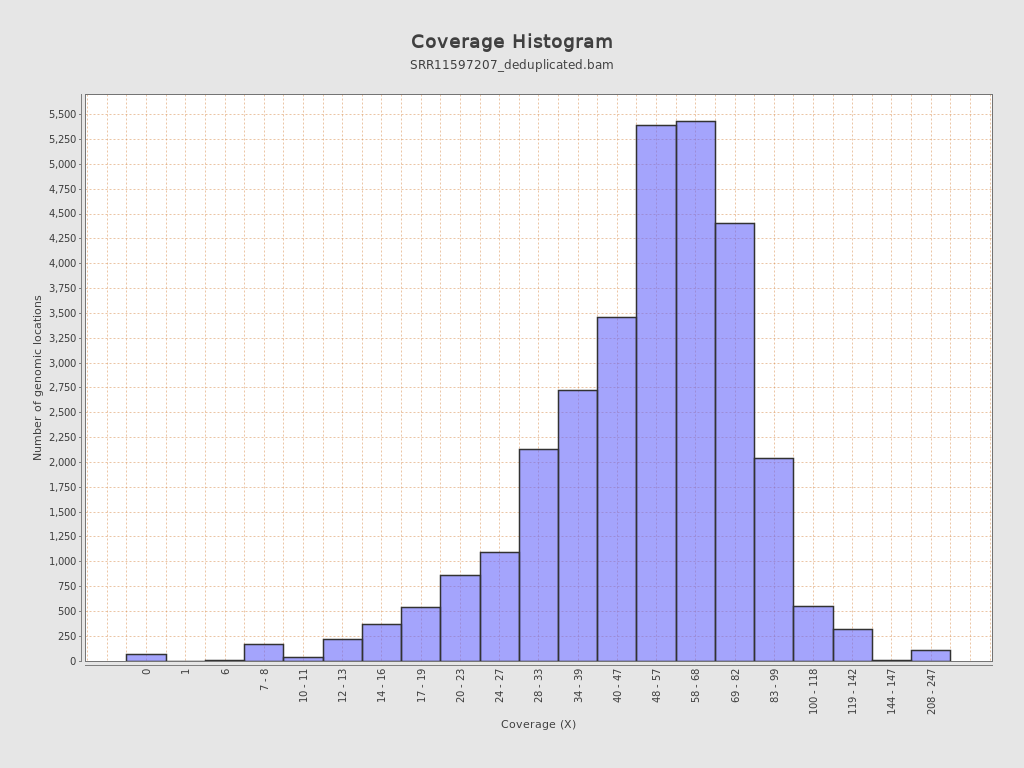 Coverage Histogram
SRR11597207_deduplicated.bam
Number of genomic locations
5,500
5,250
5,000
4,750
4,500
4,250
4,000
3,750
3,500
3,250
3,000
2,750
2,500
2,250
2,000
1,750
1,500
1,250
1,000
750
500
250
0
0
1
6
7 - 8
10 - 11
12 - 13
14 - 16
17 - 19
20 - 23
24 - 27
28 - 33
34 - 39
40 - 47
48 - 57
58 - 68
69 - 82
83 - 99
100 - 118
119 - 142
144 - 147
208 - 247
Coverage (X)